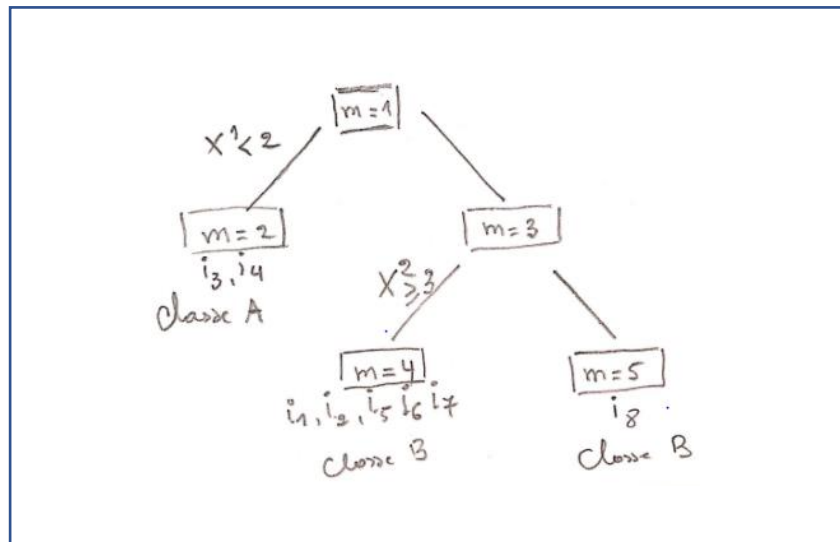 m=1
X¹<2
m=2
m=3
i₃, i₄
X²≥3
Classe A
m=4
m=5
i₁, i₂, i₅ i₆ i₇
i₈
Classe B
Classe B